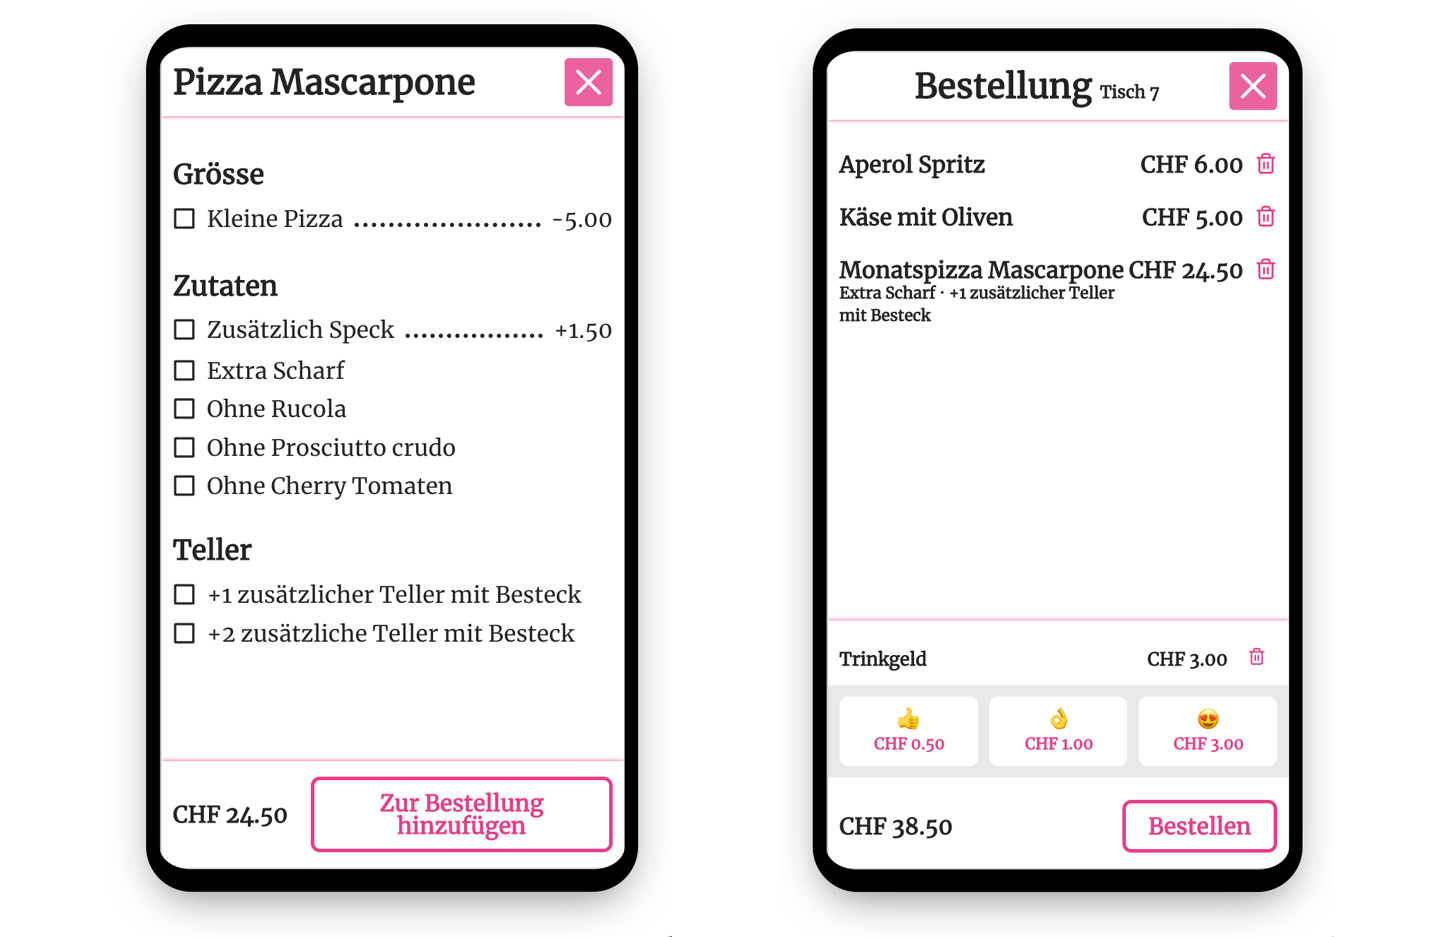 Pizza Mascarpone
Grösse
Kleine Pizza ...................... -5.00
Zutaten
Zusätzlich Speck ................ +1.50
Extra Scharf
Ohne Rucola
Ohne Prosciutto crudo
Ohne Cherry Tomaten
Teller
+1 zusätzlicher Teller mit Besteck
+2 zusätzliche Teller mit Besteck
CHF 24.50
Zur Bestellung
hinzufügen
Bestellung Tisch 7
Aperol Spritz CHF 6.00
Käse mit Oliven CHF 5.00
Monatspizza Mascarpone CHF 24.50
Extra Scharf · +1 zusätzlicher Teller
mit Besteck
Trinkgeld CHF 3.00
CHF 0.50
CHF 1.00
CHF 3.00
CHF 38.50
Bestellen